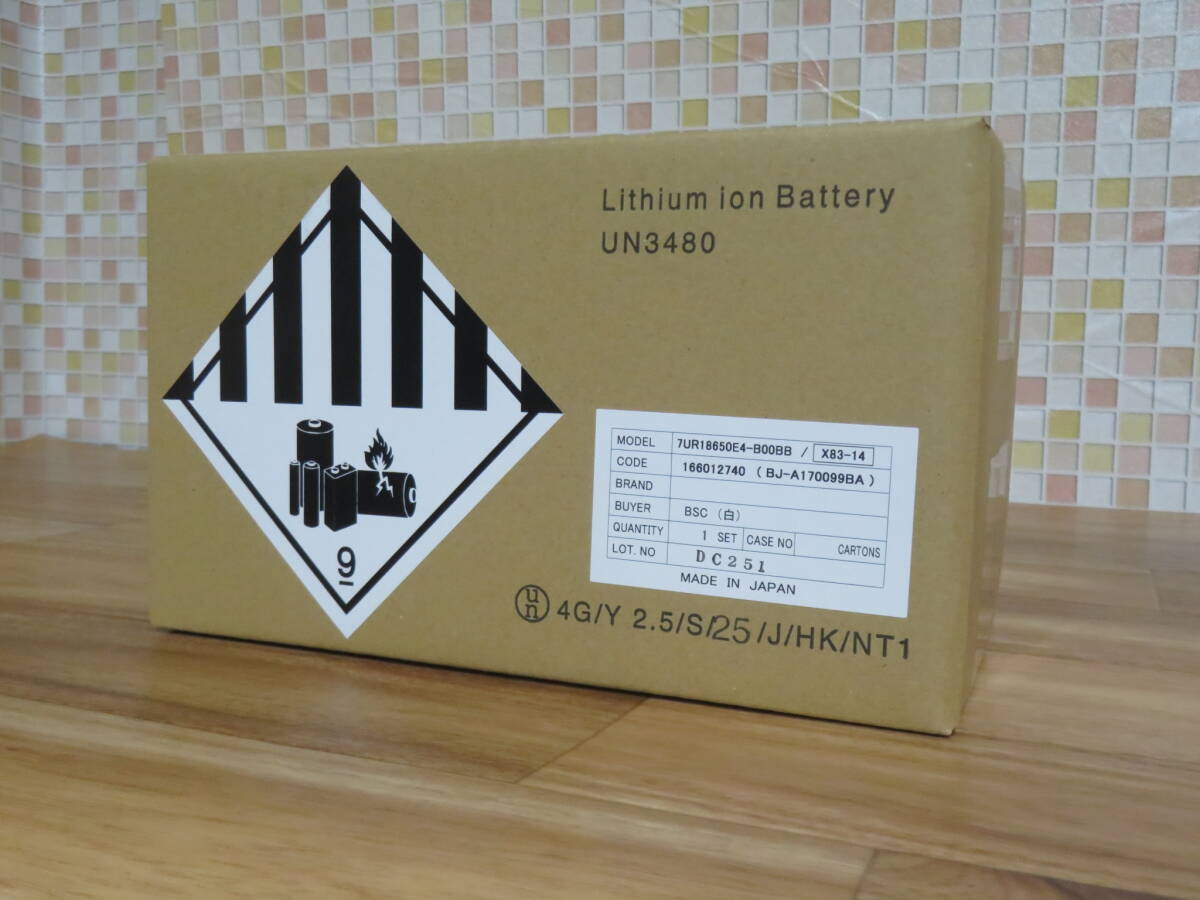 Lithium ion Battery
UN3480
9
MODEL 7UR18650E4-B00BB / X83-14
CODE 166012740 (BJ-A170099BA)
BRAND
BUYER BSC (白)
QUANTITY 1 SET CASE NO CARTONS
LOT. NO DC251
MADE IN JAPAN
un 4G/Y 2.5/S/25/J/HK/NT1